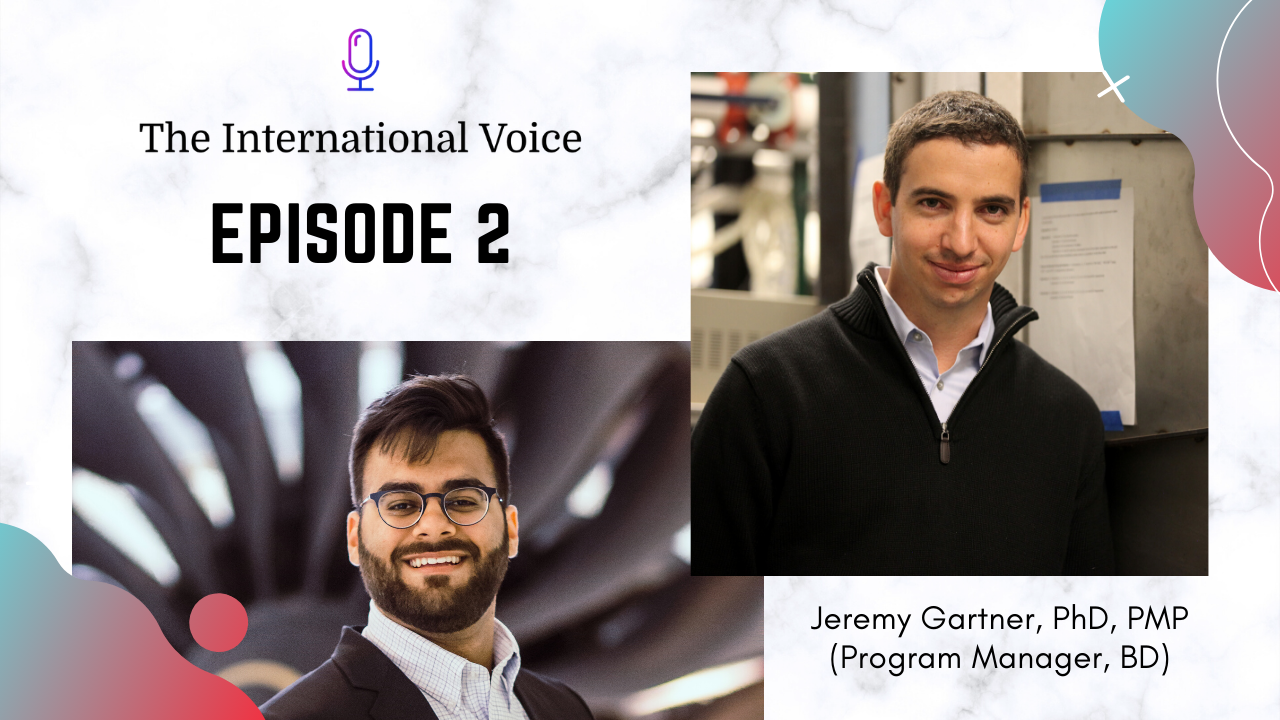 The International Voice
EPISODE 2
Jeremy Gartner, PhD, PMP
(Program Manager, BD)